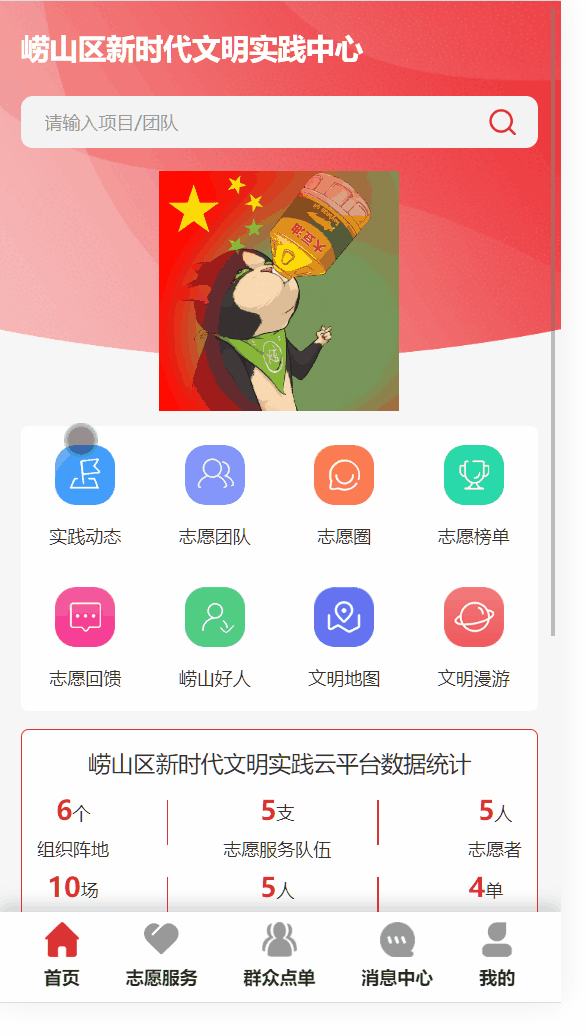 崂山区新时代文明实践中心
请输入项目/团队
大豆油
实践动态 志愿团队 志愿圈 志愿榜单
志愿回馈 崂山好人 文明地图 文明漫游
崂山区新时代文明实践云平台数据统计
6个 5支 5人
组织阵地 志愿服务队伍 志愿者
10场 5人 4单
首页 志愿服务 群众点单 消息中心 我的